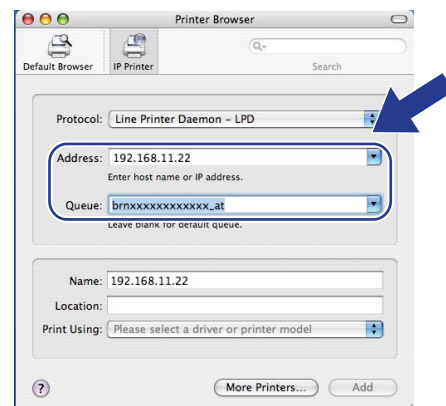 Printer Browser
Default Browser IP Printer Search
Protocol: Line Printer Daemon – LPD
Address: 192.168.11.22
Enter host name or IP address.
Queue: brnxxxxxxxxxxxx_at
Leave blank for default queue.
Name: 192.168.11.22
Location:
Print Using: Please select a driver or printer model
? More Printers... Add